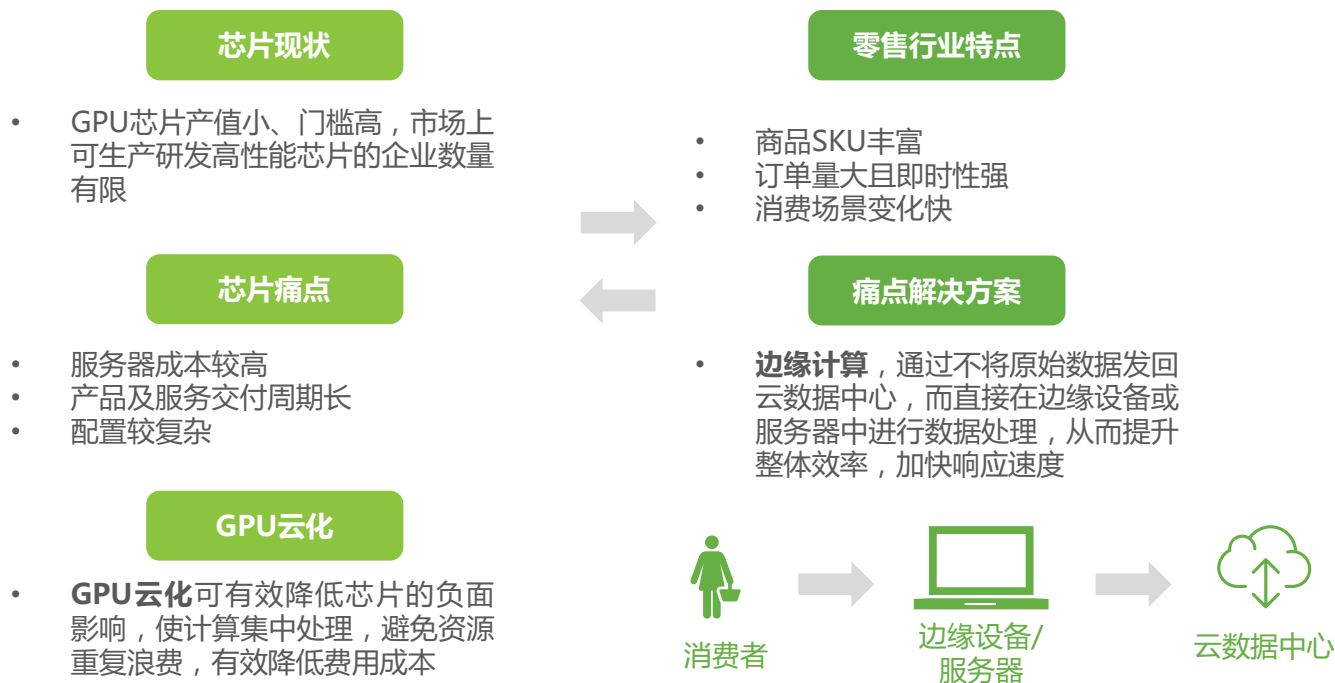 芯片现状
• GPU芯片产值小、门槛高，市场上
可生产研发高性能芯片的企业数量
有限
芯片痛点
• 服务器成本较高
• 产品及服务交付周期长
• 配置较复杂
GPU云化
• GPU云化可有效降低芯片的负面
影响，使计算集中处理，避免资源
重复浪费，有效降低费用成本
零售行业特点
• 商品SKU丰富
• 订单量大且即时性强
• 消费场景变化快
痛点解决方案
• 边缘计算，通过不将原始数据发回
云数据中心，而直接在边缘设备或
服务器中进行数据处理，从而提升
整体效率，加快响应速度
消费者
边缘设备/
服务器
云数据中心